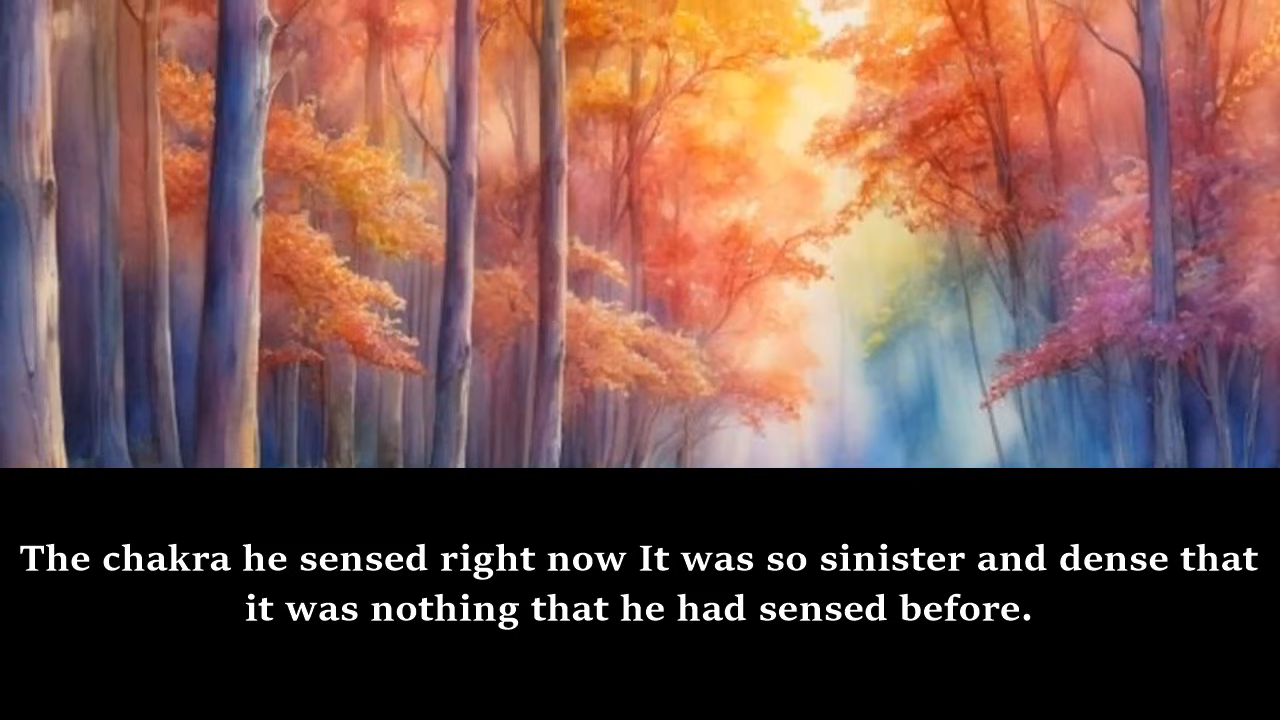 The chakra he sensed right now It was so sinister and dense that
it was nothing that he had sensed before.